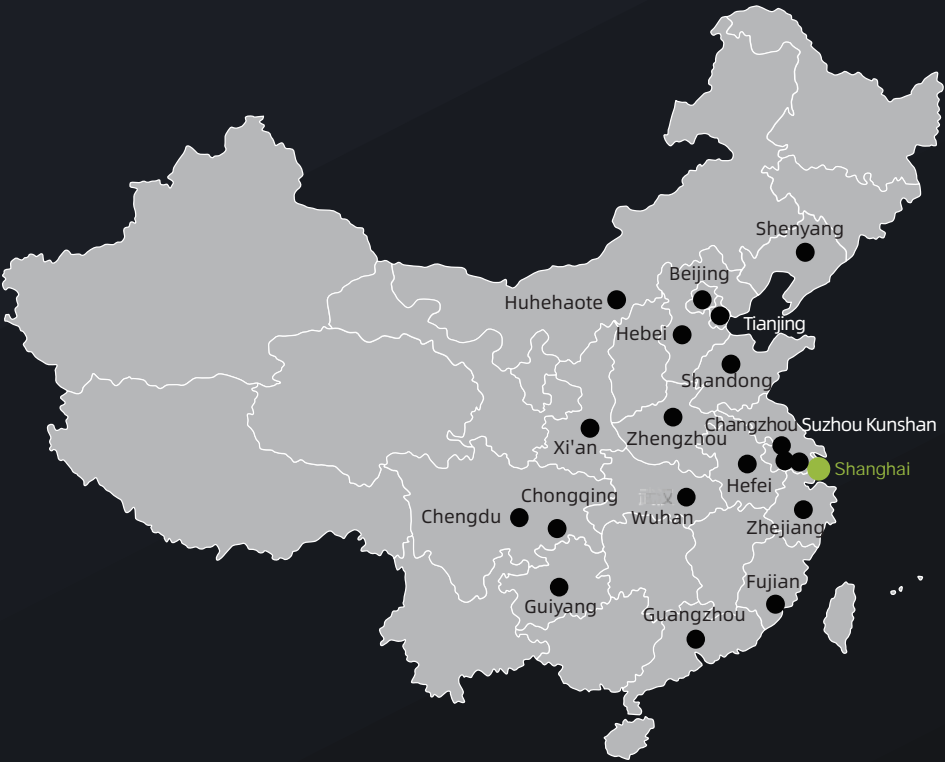 Shenyang
Beijing
Huhehaote
Tianjing
Hebei
Shandong
Changzhou
Suzhou Kunshan
Zhengzhou
Xi'an
Shanghai
Hefei
Chongqing
Chengdu
Wuhan
Zhejiang
Fujian
Guiyang
Guangzhou